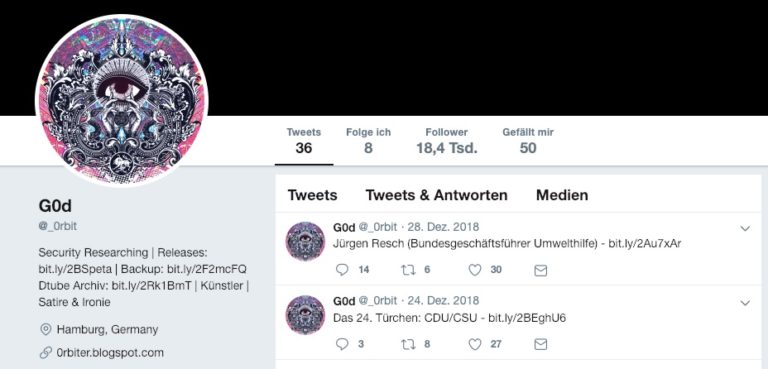 Tweets Folge ich Follower Gefällt mir
36 8 18,4 Tsd. 50
G0d
@_0rbit
Security Researching | Releases:
bit.ly/2BSpeta | Backup: bit.ly/2F2mcFQ
Dtube Archiv: bit.ly/2Rk1BmT | Künstler |
Satire & Ironie
Hamburg, Germany
0rbiter.blogspot.com
Tweets Tweets & Antworten Medien
G0d @_0rbit · 28. Dez. 2018
Jürgen Resch (Bundesgeschäftsführer Umwelthilfe) - bit.ly/2Au7xAr
14 6 30
G0d @_0rbit · 24. Dez. 2018
Das 24. Türchen: CDU/CSU - bit.ly/2BEghU6
3 8 27